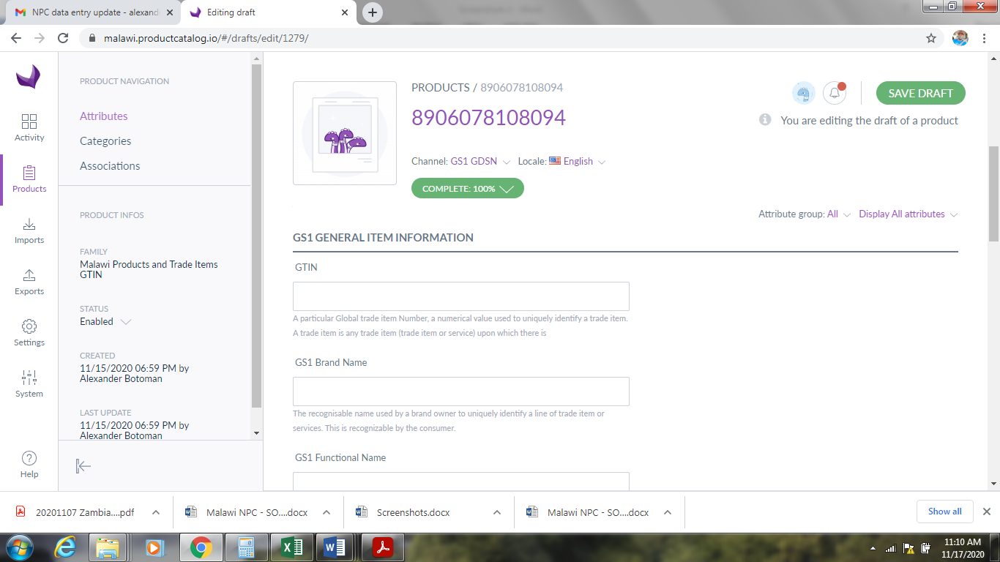 NPC data entry update - alexand
Editing draft
malawi.productcatalog.io/#/drafts/edit/1279/
Activity
Products
Imports
Exports
Settings
System
Help
PRODUCT NAVIGATION
Attributes
Categories
Associations
PRODUCT INFOS
FAMILY
Malawi Products and Trade Items
GTIN
STATUS
Enabled
CREATED
11/15/2020 06:59 PM by
Alexander Botoman
LAST UPDATE
11/15/2020 06:59 PM by
Alexander Botoman
PRODUCTS / 8906078108094
8906078108094
Channel: GS1 GDSN Locale: English
COMPLETE: 100%
SAVE DRAFT
You are editing the draft of a product
Attribute group: All Display All attributes
GS1 GENERAL ITEM INFORMATION
GTIN
A particular Global trade item Number, a numerical value used to uniquely identify a trade item.
A trade item is any trade item (trade item or service) upon which there is
GS1 Brand Name
The recognisable name used by a brand owner to uniquely identify a line of trade item or
services. This is recognizable by the consumer.
GS1 Functional Name
20201107 Zambia....pdf
Malawi NPC - SO....docx
Screenshots.docx
Malawi NPC - SO....docx
Show all
11:10 AM
11/17/2020